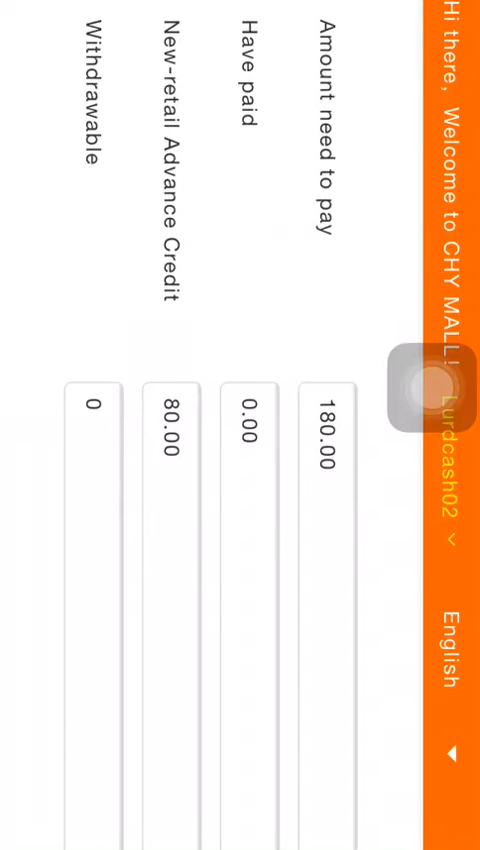 Hi there, Welcome to CHY MALL! Lurdcash02 English
Amount need to pay 180.00
Have paid 0.00
New-retail Advance Credit 80.00
Withdrawable 0